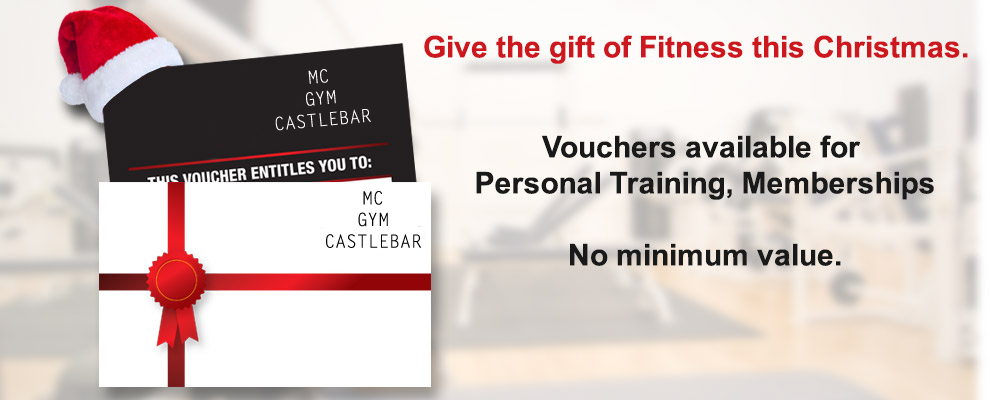 Give the gift of Fitness this Christmas.
MC
GYM
CASTLEBAR
THIS VOUCHER ENTITLES YOU TO:
MC
GYM
CASTLEBAR
Vouchers available for
Personal Training, Memberships
No minimum value.